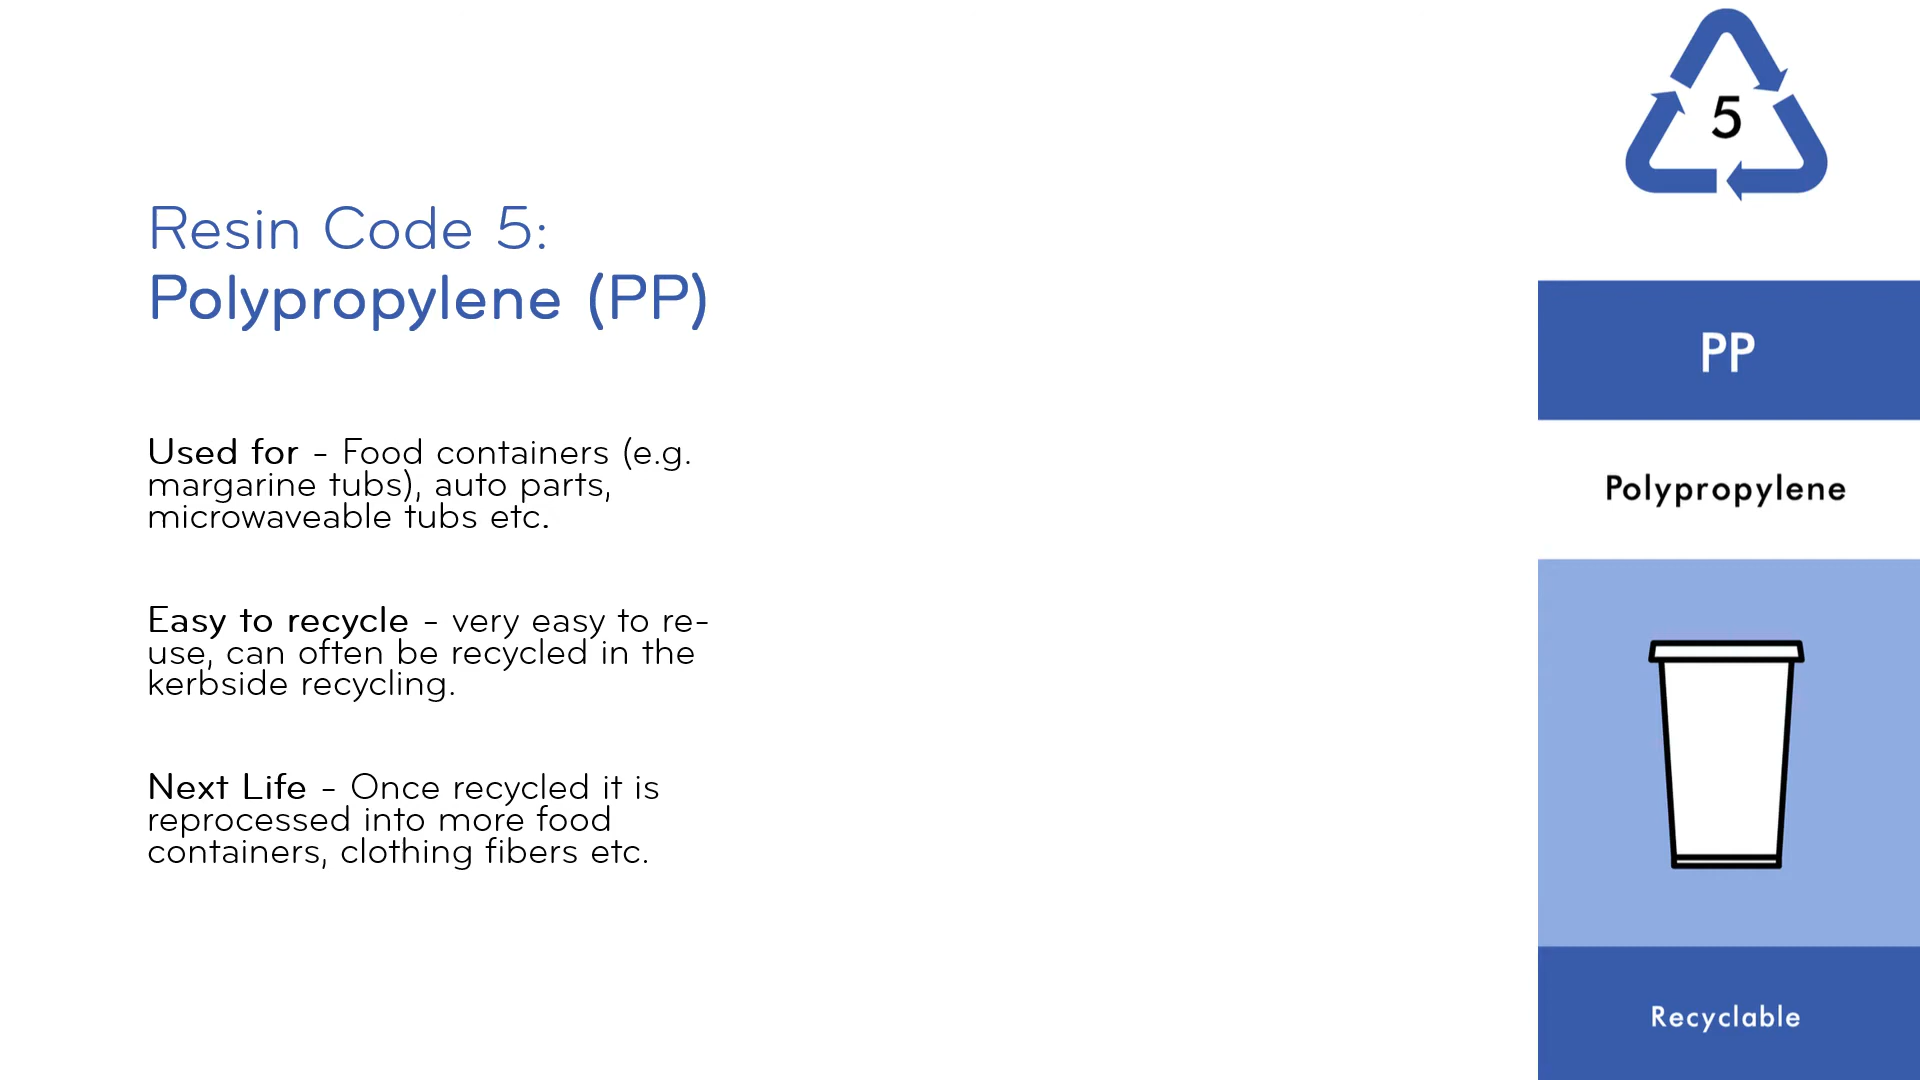 Resin Code 5:
Polypropylene (PP)
Used for - Food containers (e.g.
margarine tubs), auto parts,
microwaveable tubs etc.
Easy to recycle - very easy to re-
use, can often be recycled in the
kerbside recycling.
Next Life - Once recycled it is
reprocessed into more food
containers, clothing fibers etc.
5
PP
Polypropylene
Recyclable